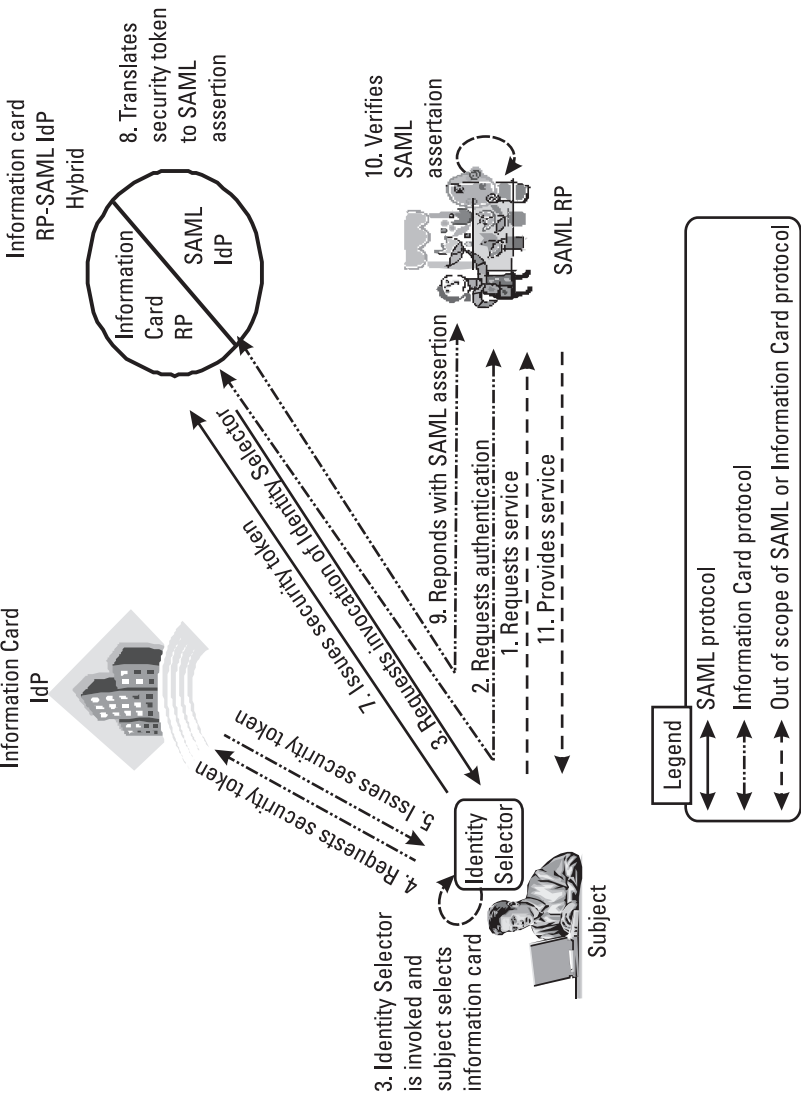 Information Card
IdP
Information card
RP-SAML IdP
Hybrid
Information
Card
RP
SAML
IdP
8. Translates
security token
to SAML
assertion
4. Requests security token
5. Issues security token
7. Issues security token
3. Requests invocation of Identity Selector
3. Identity Selector
is invoked and
subject selects
information card
Identity
Selector
Subject
9. Reponds with SAML assertion
2. Requests authentication
1. Requests service
11. Provides service
10. Verifies
SAML
assertaion
SAML RP
Legend
SAML protocol
Information Card protocol
Out of scope of SAML or Information Card protocol